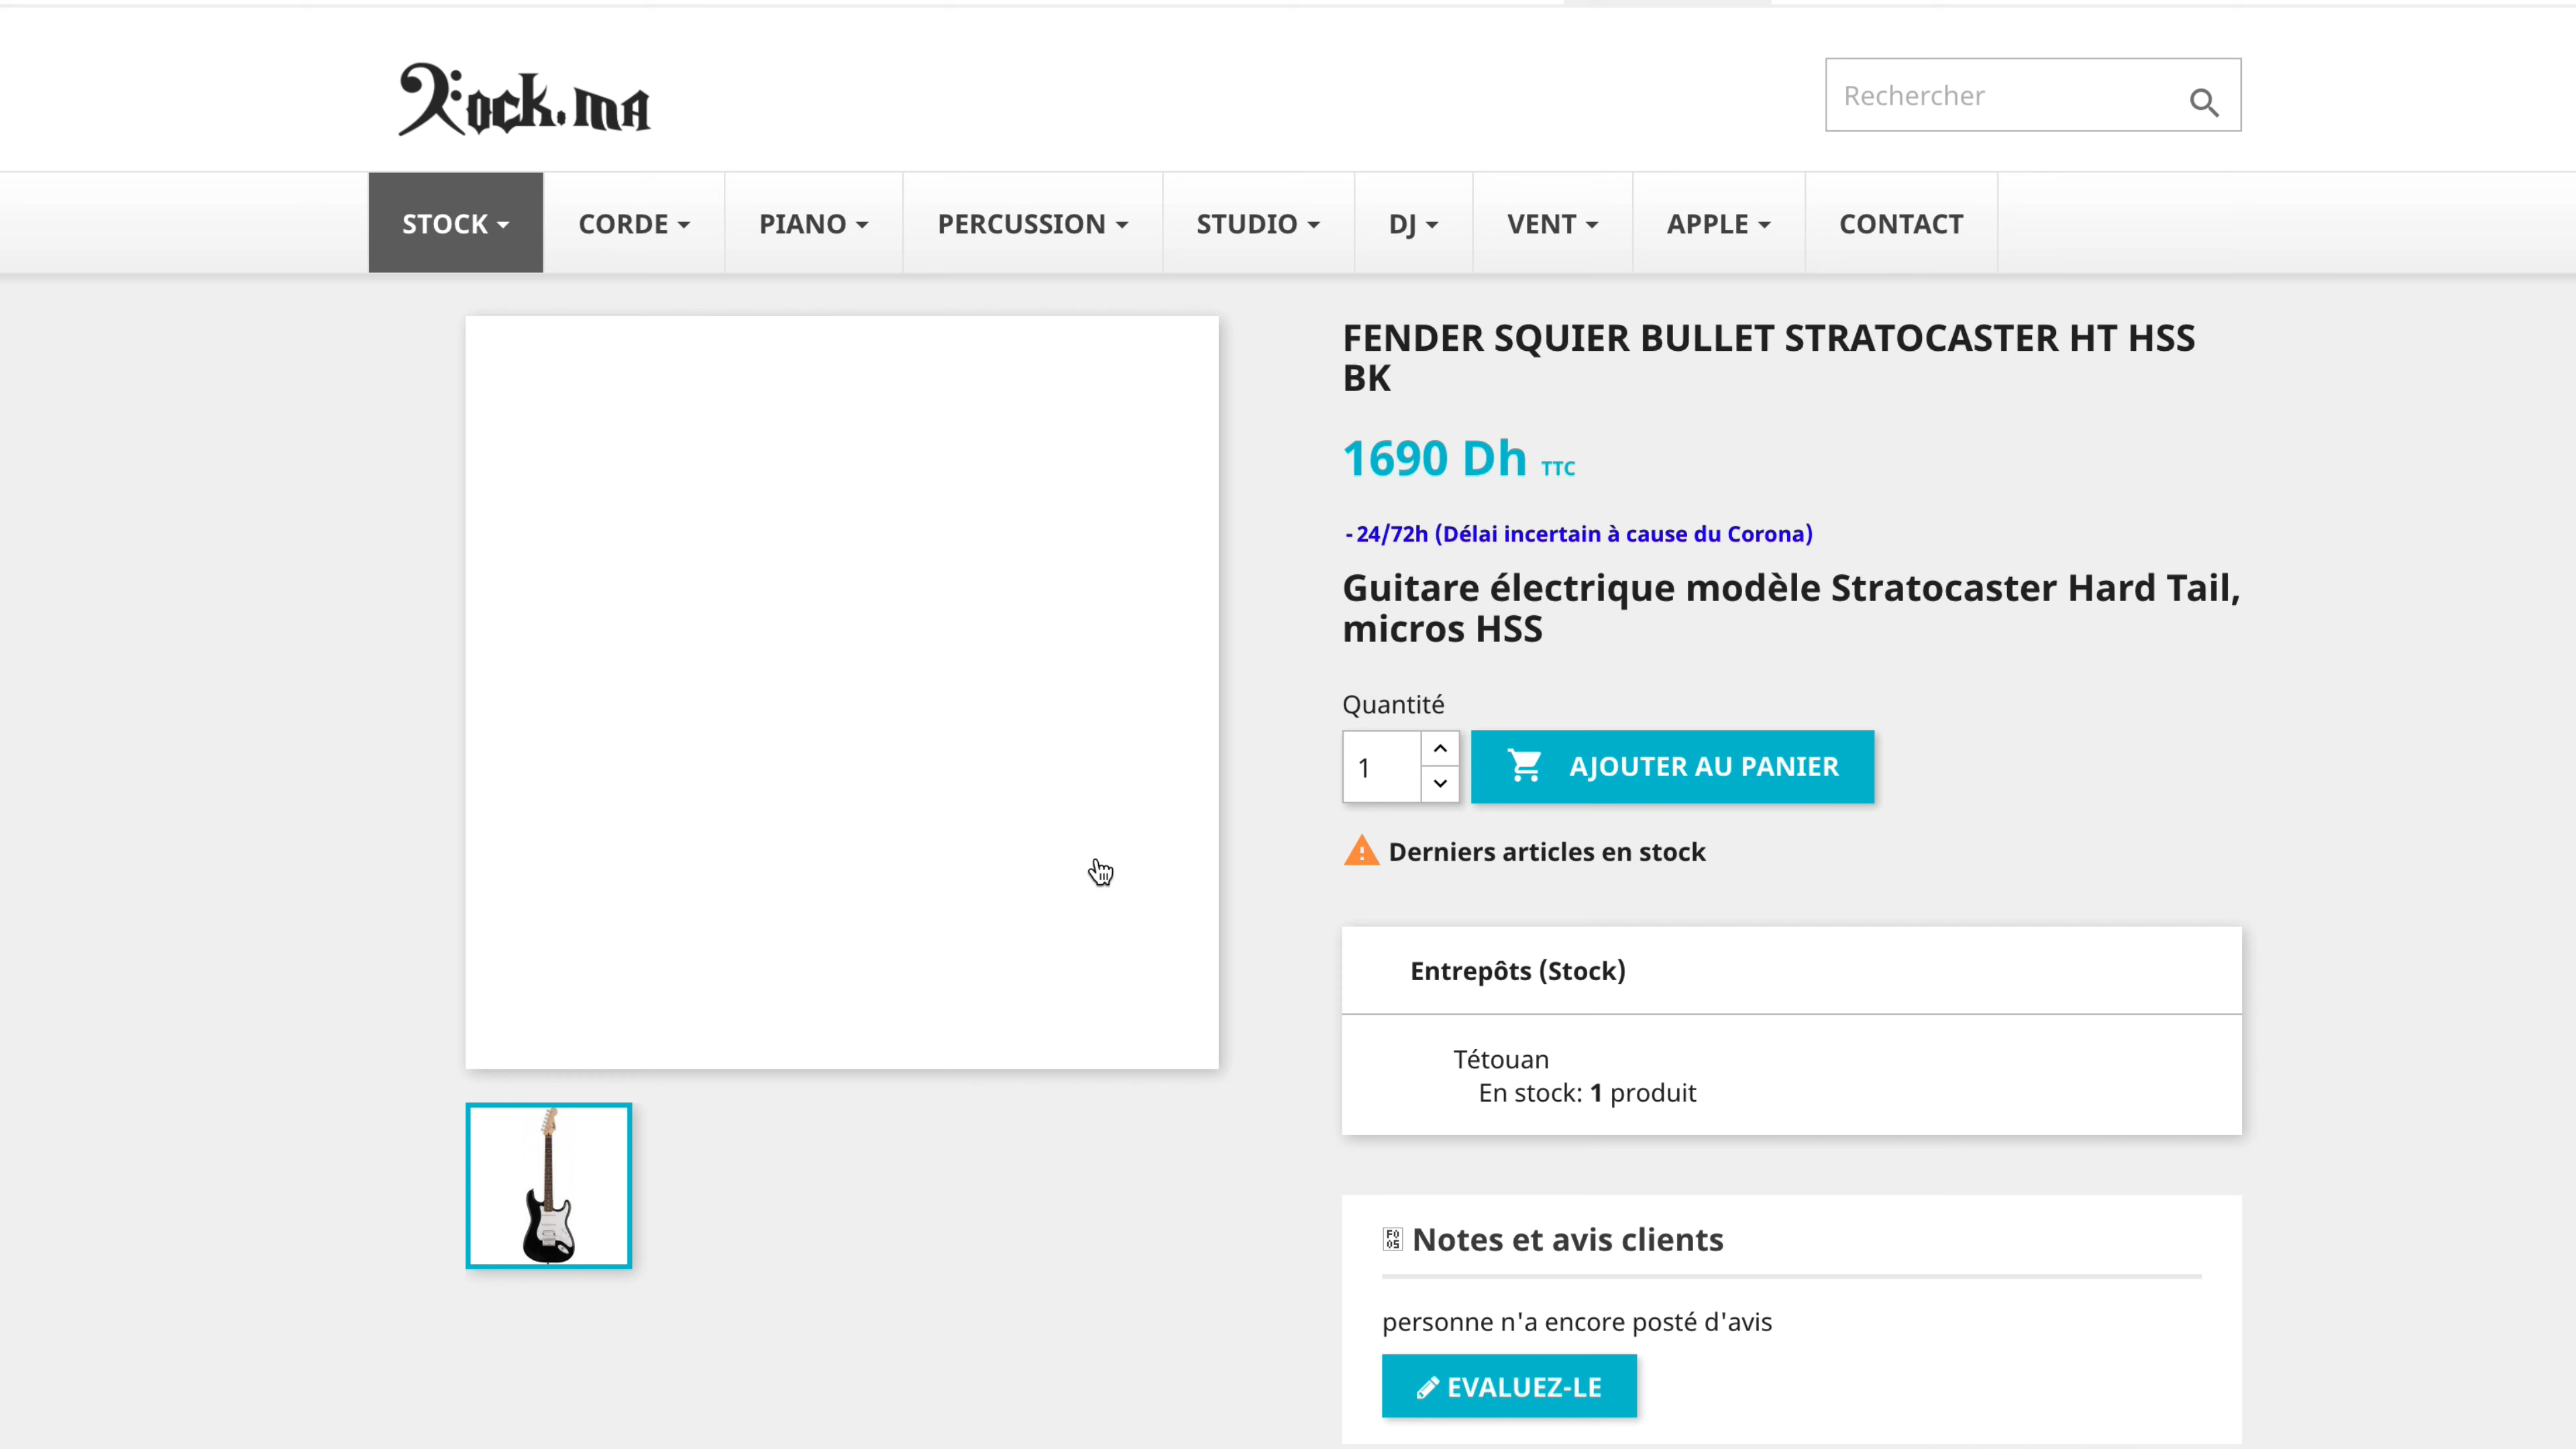 Rock.ma
Rechercher
STOCK
CORDE
PIANO
PERCUSSION
STUDIO
DJ
VENT
APPLE
CONTACT
FENDER SQUIER BULLET STRATOCASTER HT HSS
BK
1690 Dh TTC
- 24/72h (Délai incertain à cause du Corona)
Guitare électrique modèle Stratocaster Hard Tail,
micros HSS
Quantité
1
AJOUTER AU PANIER
Derniers articles en stock
Entrepôts (Stock)
Tétouan
En stock: 1 produit
Notes et avis clients
personne n'a encore posté d'avis
EVALUEZ-LE